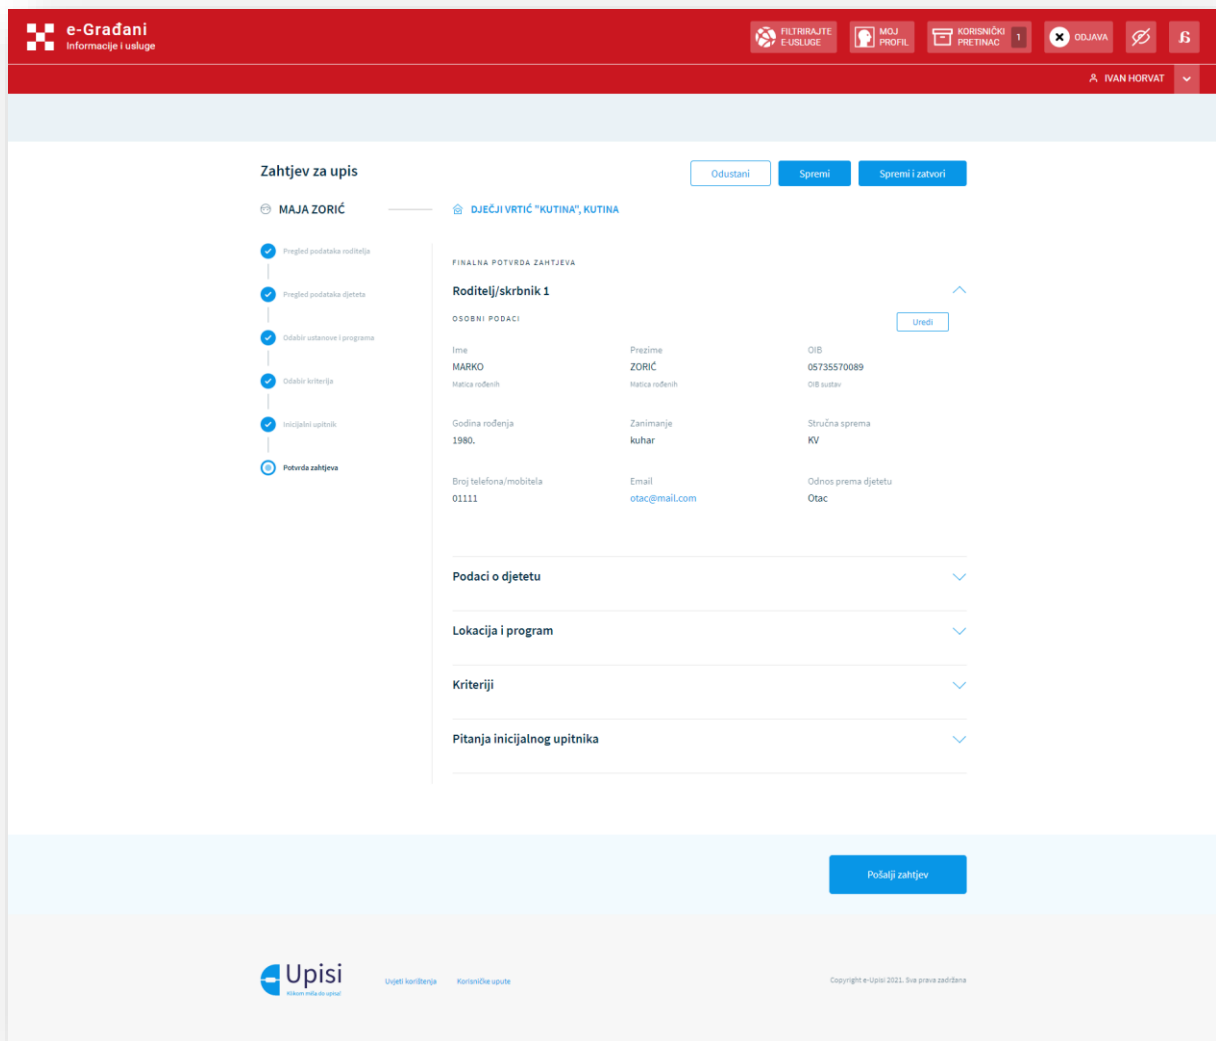 e-Građani
Informacije i usluge
FILTRIRAJTE
E-USLUGE
MOJ
PROFIL
KORISNIČKI
PRETINAC
1
ODJAVA
IVAN HORVAT
Zahtjev za upis
Odustani
Spremi
Spremi i zatvori
MAJA ZORIĆ
DJEČJI VRTIĆ "KUTINA", KUTINA
Pregled podataka roditelja
Pregled podataka djeteta
Odabir ustanove i programa
Odabir kriterija
Inicijalni upitnik
Potvrda zahtjeva
FINALNA POTVRDA ZAHTJEVA
Roditelj/skrbnik 1
OSOBNI PODACI
Uredi
Ime Prezime OIB
MARKO ZORIĆ 05735570089
Matica rođenih Matica rođenih OIB sustav
Godina rođenja Zanimanje Stručna sprema
1980. kuhar KV
Broj telefona/mobitela Email Odnos prema djetetu
01111 otac@mail.com Otac
Podaci o djetetu
Lokacija i program
Kriteriji
Pitanja inicijalnog upitnika
Pošalji zahtjev
Upisi
Klikom miša do upisa!
Uvjeti korištenja Korisničke upute
Copyright e-Upisi 2021. Sva prava zadržana